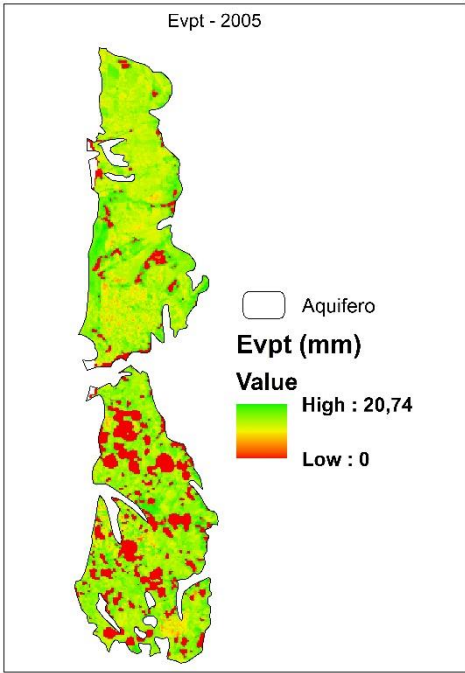 Evpt - 2005
Aquifero
Evpt (mm)
Value
High : 20,74
Low : 0